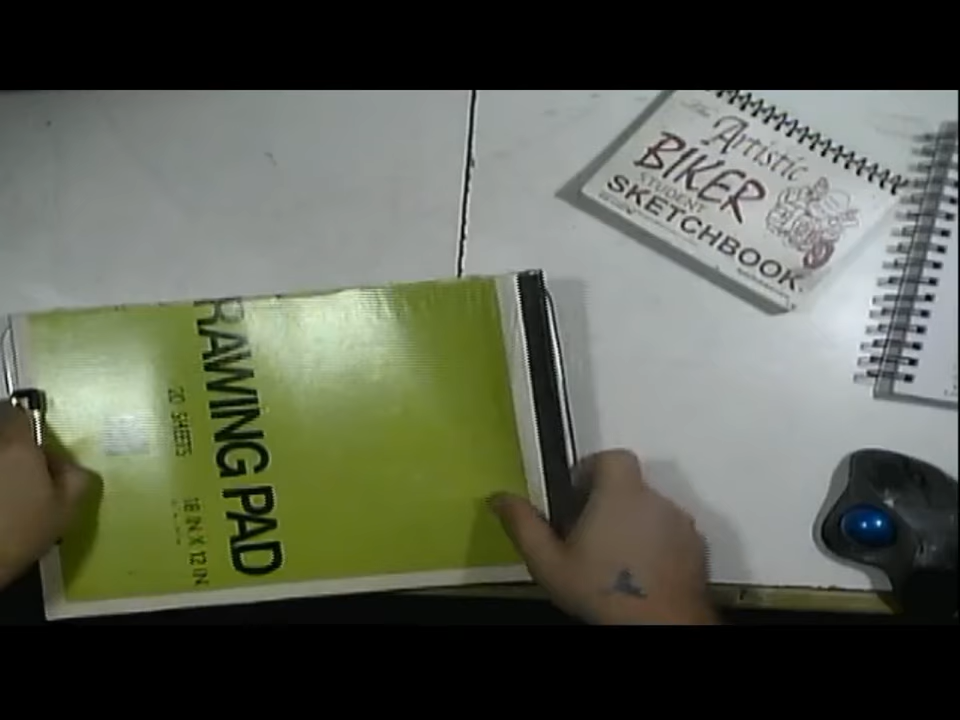 The
Artistic
BIKER
STUDENT
SKETCHBOOK
RAWING PAD
20 SHEETS
18 IN X 12 IN